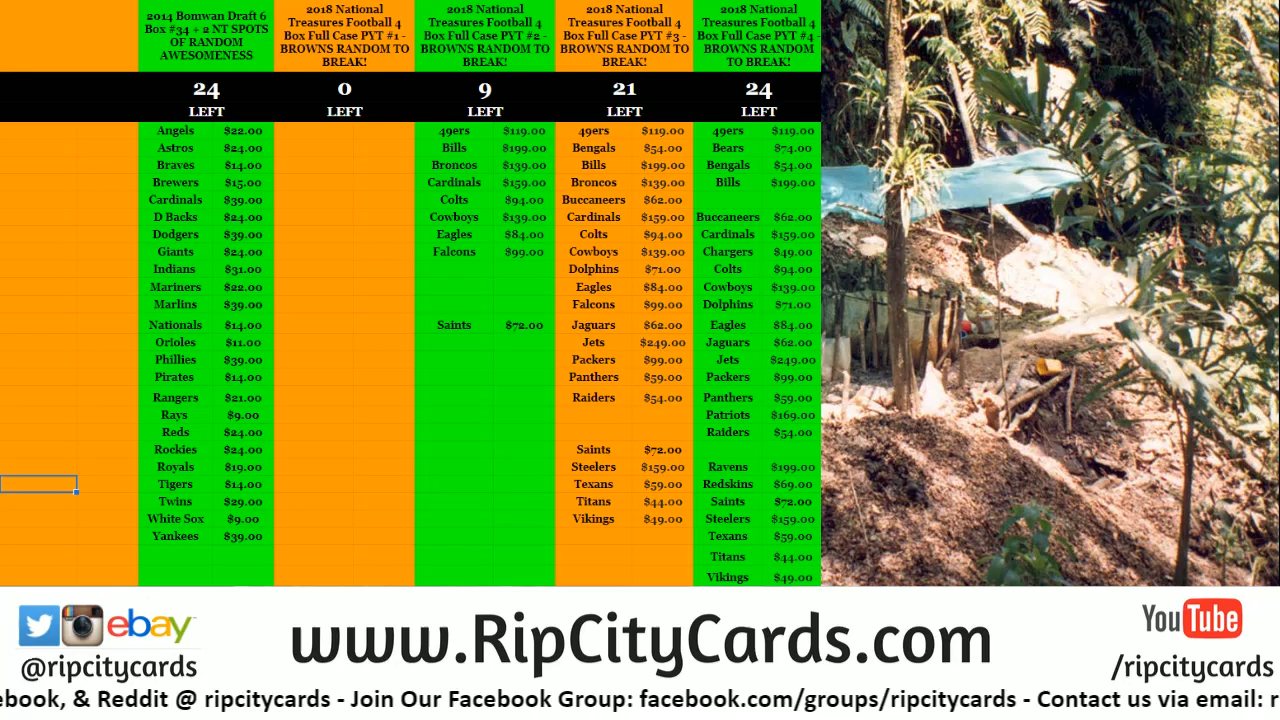 2014 Bomwan Draft 6
Box #34 + 2 NT SPOTS
OF RANDOM
AWESOMENESS
2018 National
Treasures Football 4
Box Full Case PYT #1 -
BROWNS RANDOM TO
BREAK!
2018 National
Treasures Football 4
Box Full Case PYT #2 -
BROWNS RANDOM TO
BREAK!
2018 National
Treasures Football 4
Box Full Case PYT #3 -
BROWNS RANDOM TO
BREAK!
2018 National
Treasures Football 4
Box Full Case PYT #4 -
BROWNS RANDOM
TO BREAK!
24 0 9 21 24
LEFT LEFT LEFT LEFT LEFT
Angels $22.00 49ers $119.00 49ers $119.00 49ers $119.00
Astros $24.00 Bills $199.00 Bengals $54.00 Bears $74.00
Braves $14.00 Broncos $139.00 Bills $199.00 Bengals $54.00
Brewers $15.00 Cardinals $159.00 Broncos $139.00 Bills $199.00
Cardinals $39.00 Colts $94.00 Buccaneers $62.00
D Backs $24.00 Cowboys $139.00 Cardinals $159.00 Buccaneers $62.00
Dodgers $39.00 Eagles $84.00 Colts $94.00 Cardinals $159.00
Giants $24.00 Falcons $99.00 Cowboys $139.00 Chargers $49.00
Indians $31.00 Dolphins $71.00 Colts $94.00
Mariners $22.00 Eagles $84.00 Cowboys $139.00
Marlins $39.00 Falcons $99.00 Dolphins $71.00
Nationals $14.00 Saints $72.00 Jaguars $62.00 Eagles $84.00
Orioles $11.00 Jets $249.00 Jaguars $62.00
Phillies $39.00 Packers $99.00 Jets $249.00
Pirates $14.00 Panthers $59.00 Packers $99.00
Rangers $21.00 Raiders $54.00 Panthers $59.00
Rays $9.00 Patriots $169.00
Reds $24.00 Raiders $54.00
Rockies $24.00 Saints $72.00
Royals $19.00 Steelers $159.00 Ravens $199.00
Tigers $14.00 Texans $59.00 Redskins $69.00
Twins $29.00 Titans $44.00 Saints $72.00
White Sox $9.00 Vikings $49.00 Steelers $159.00
Yankees $39.00 Texans $59.00
Titans $44.00
Vikings $49.00
ebay
@ripcitycards
www.RipCityCards.com
YouTube
/ripcitycards
ebook, & Reddit @ ripcitycards - Join Our Facebook Group: facebook.com/groups/ripcitycards - Contact us via email: r